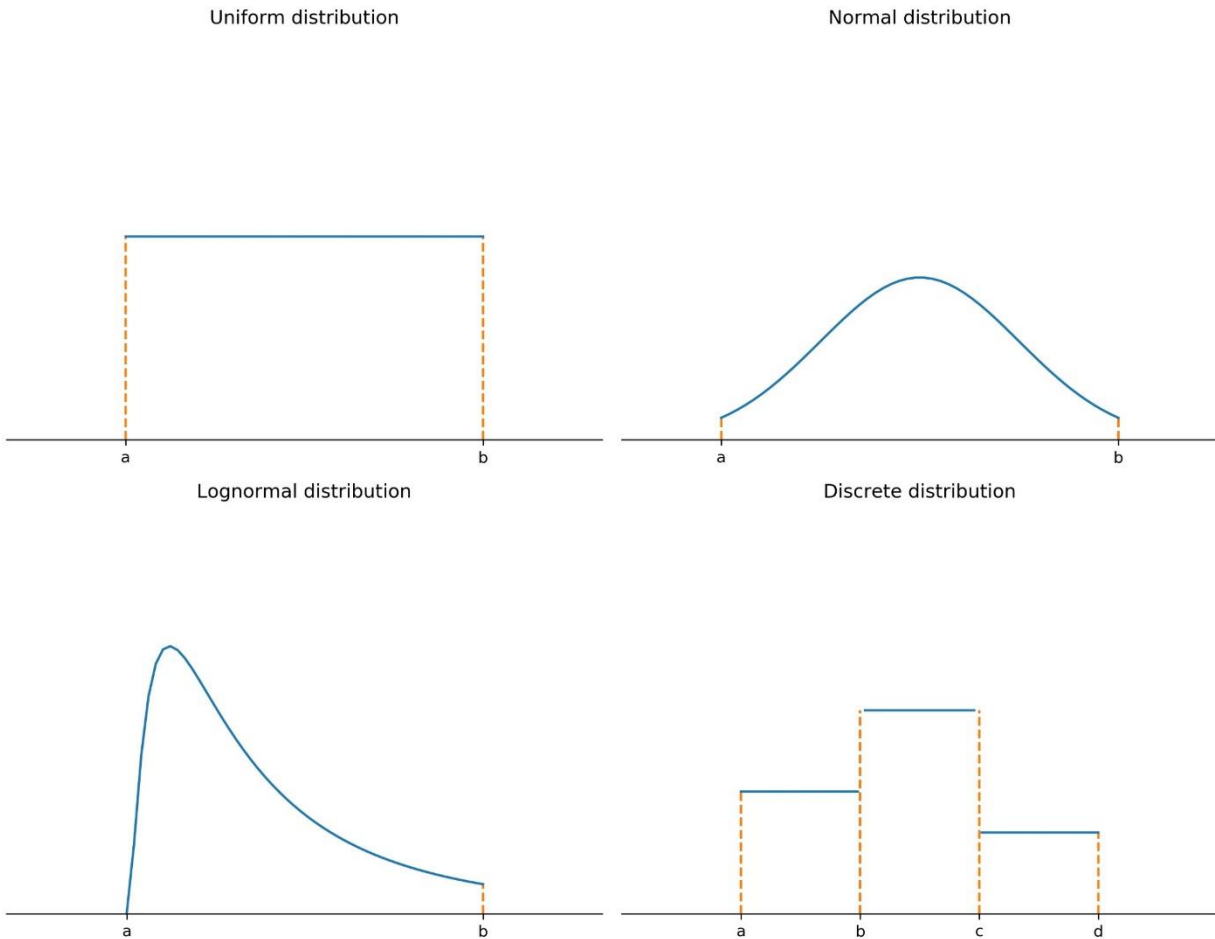 Uniform distribution
Normal distribution
a b
a b
Lognormal distribution
Discrete distribution
a b
a b c d